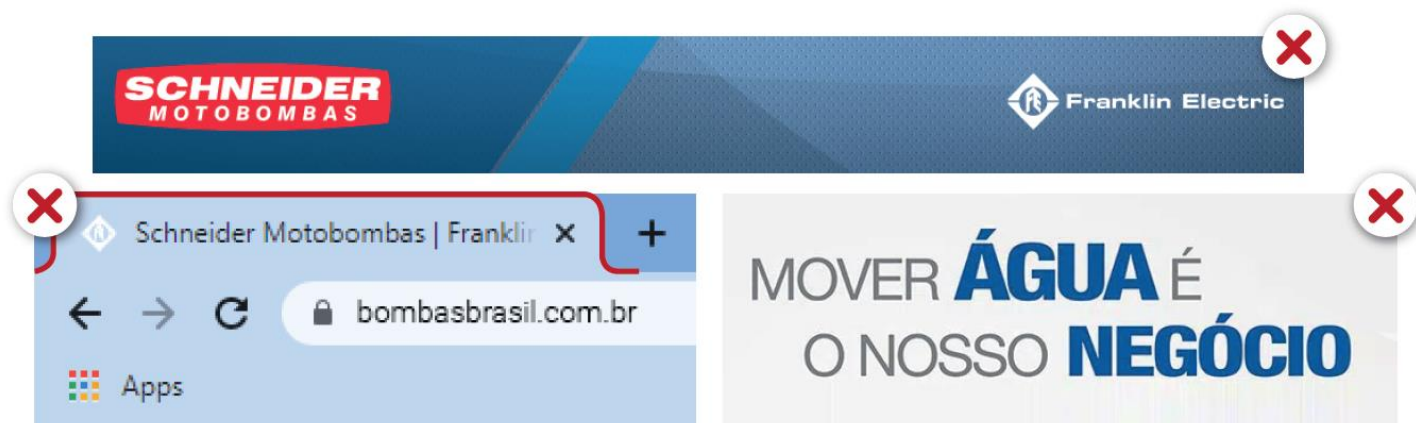 SCHNEIDER
MOTOBOMBAS
Franklin Electric
Schneider Motobombas | Franklin
bombasbrasil.com.br
Apps
MOVER ÁGUA É
O NOSSO NEGÓCIO